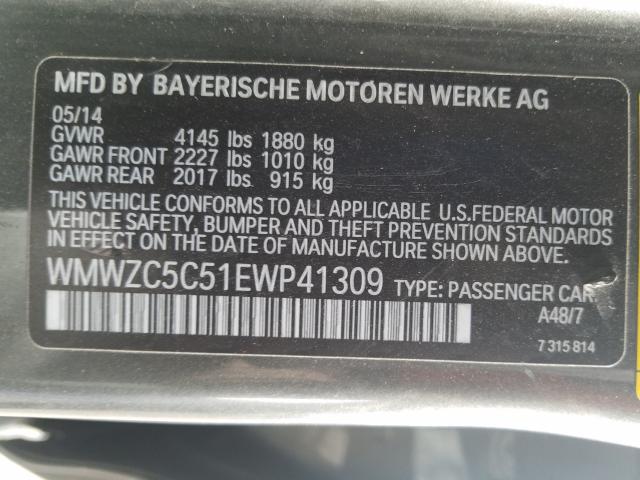 MFD BY BAYERISCHE MOTOREN WERKE AG
05/14
GVWR 4145 lbs 1880 kg
GAWR FRONT 2227 lbs 1010 kg
GAWR REAR 2017 lbs 915 kg
THIS VEHICLE CONFORMS TO ALL APPLICABLE U.S.FEDERAL MOTOR
VEHICLE SAFETY, BUMPER AND THEFT PREVENTION STANDARDS
IN EFFECT ON THE DATE OF MANUFACTURE SHOWN ABOVE.
WMWZC5C51EWP41309 TYPE: PASSENGER CAR
A48/7
7 315 814